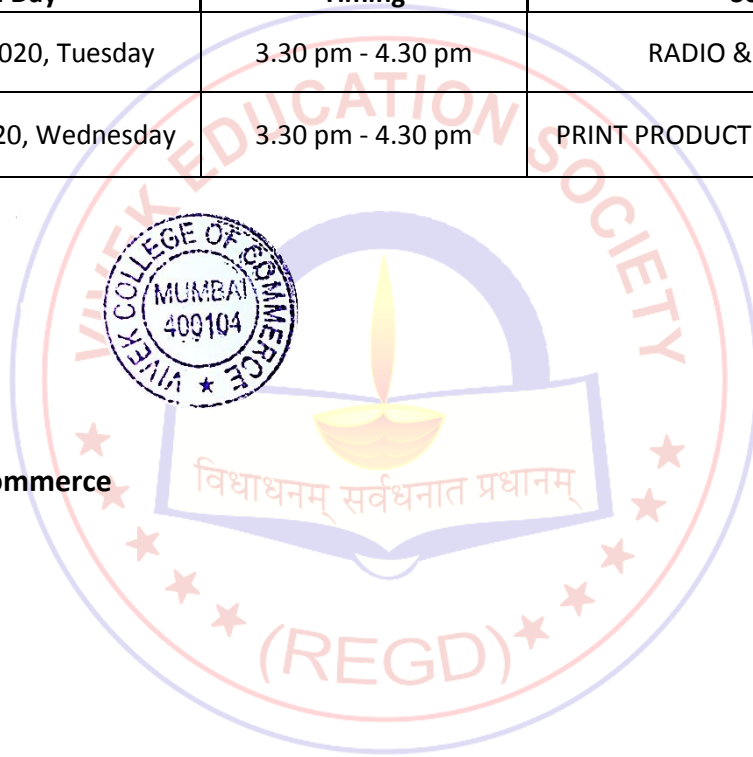 Day Timing
020, Tuesday 3.30 pm - 4.30 pm RADIO &
20, Wednesday 3.30 pm - 4.30 pm PRINT PRODUCT
VIVEK EDUCATION SOCIETY
VIVEK COLLEGE OF COMMERCE
MUMBAI
400104
ommerce
विधाधनम् सर्वधनात प्रधानम्
(REGD)